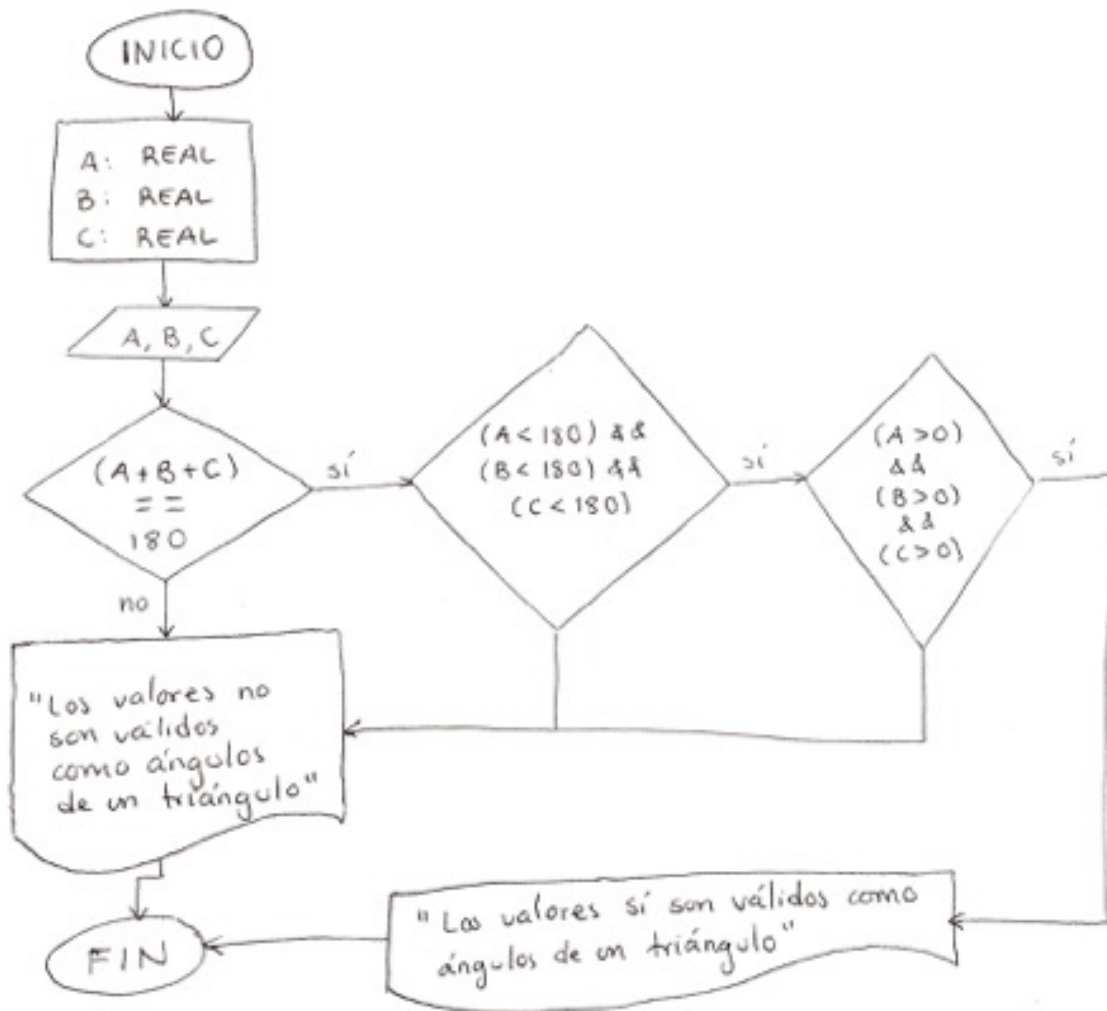 INICIO
A: REAL
B: REAL
C: REAL
A, B, C
(A+B+C)
==
180
sí
(A<180) &&
(B<180) &&
(C<180)
sí
(A>0)
&&
(B>0)
&&
(C>0)
sí
no
"Los valores no
son válidos
como ángulos
de un triángulo"
"Los valores sí son válidos como
ángulos de un triángulo"
FIN